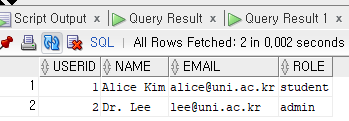 Script Output × Query Result × Query Result 1 ×
SQL | All Rows Fetched: 2 in 0,002 seconds
USERID NAME EMAIL ROLE
1 1 Alice Kim alice@uni.ac.kr student
2 2 Dr. Lee lee@uni.ac.kr admin